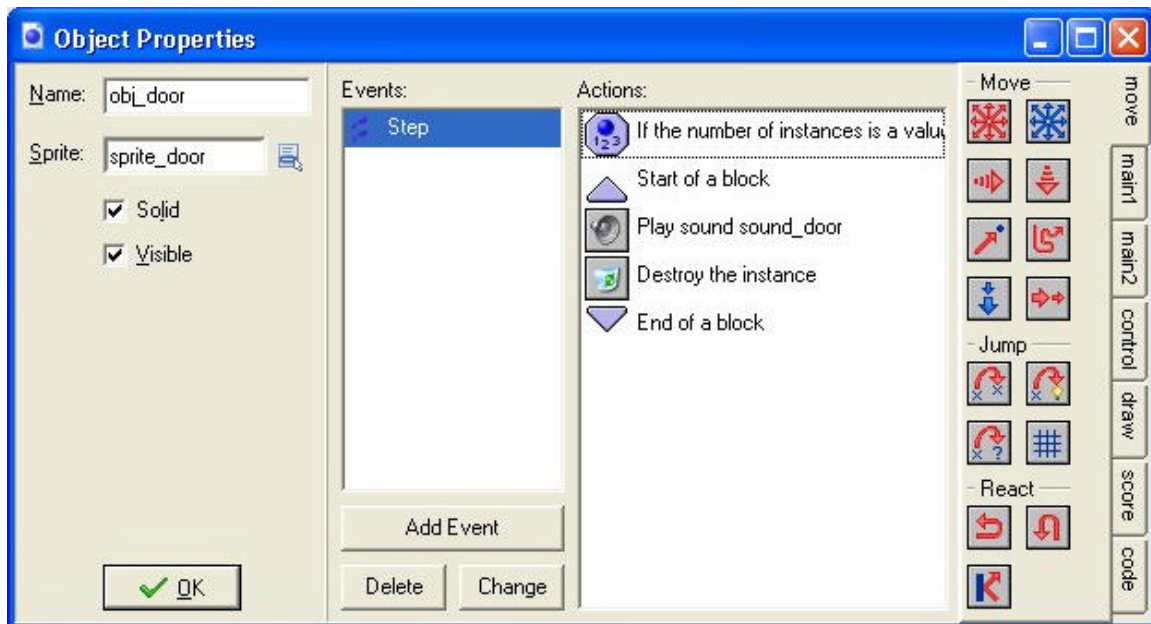 Object Properties
Name: obj_door
Sprite: sprite_door
Solid
Visible
OK
Events:
Step
Add Event
Delete Change
Actions:
If the number of instances is a valu
Start of a block
Play sound sound_door
Destroy the instance
End of a block
Move
Jump
React
move
main1
main2
control
draw
score
code